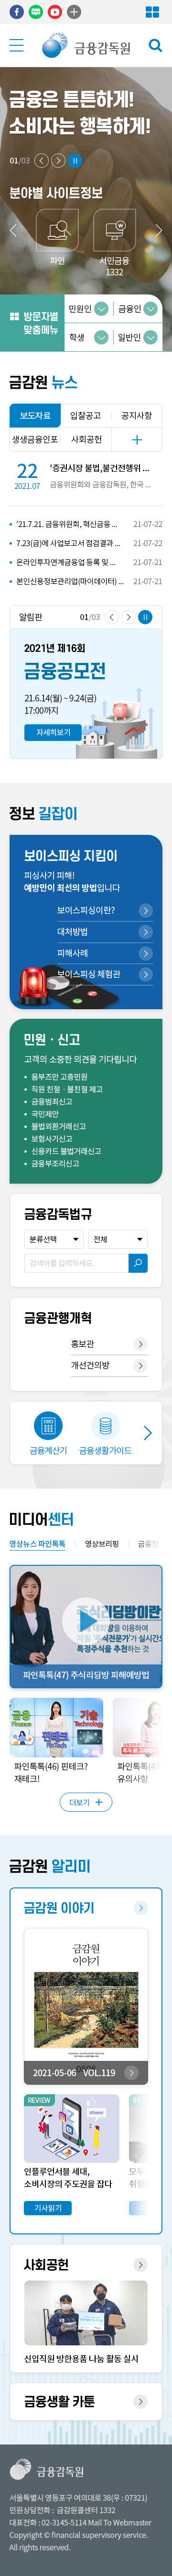 금융감독원
금융은 튼튼하게!
소비자는 행복하게!
01/03
분야별 사이트정보
파인
서민금융
1332
방문자별
맞춤메뉴
민원인
금융인
학생
일반인
금감원 뉴스
보도자료
입찰공고
공지사항
생생금융인포
사회공헌
22
2021.07
'증권시장 불법,불건전행위 ...
금융위원회와 금융감독원, 한국 ...
'21.7.21. 금융위원회, 혁신금융 ...
21-07-22
7.23(금)에 사업보고서 점검결과 ...
21-07-22
온라인투자연계금융업 등록 및 ...
21-07-21
본인신용정보관리업(마이데이터) ...
21-07-21
알림판
01/03
2021년 제16회
금융공모전
21.6.14(월) ~ 9.24(금)
17:00까지
자세히보기
정보 길잡이
보이스피싱 지킴이
피싱사기 피해!
예방만이 최선의 방법입니다
보이스피싱이란?
대처방법
피해사례
보이스피싱 체험관
민원 · 신고
고객의 소중한 의견을 기다립니다
옴부즈만 고충민원
직원 친절 · 불친절 제고
금융범죄신고
국민제안
불법외환거래신고
보험사기신고
신용카드 불법거래신고
금융부조리신고
금융감독법규
분류선택
전체
검색어를 입력하세요.
금융관행개혁
홍보관
개선건의방
금융계산기
금융생활가이드
미디어센터
영상뉴스 파인톡톡
영상브리핑
주식리딩방이란
파인톡톡(47) 주식리딩방 피해예방법
금융
Finance
기술
Technology
핀테크
FinTech
파인톡톡(46) 핀테크?
재테크!
유의사항
더보기
금감원 알리미
금감원 이야기
금감원
이야기
2021-05-06 VOL.119
REVIEW
인플루언서블 세대,
소비시장의 주도권을 잡다
기사읽기
사회공헌
신입직원 방한용품 나눔 활동 실시
금융생활 카툰
금융감독원
서울특별시 영등포구 여의대로 38(우 : 07321)
민원상담전화 : 금융감원콜센터 1332
대표전화 : 02-3145-5114 Mail To Webmaster
Copyright © financial supervisory service.
All rights reserved.